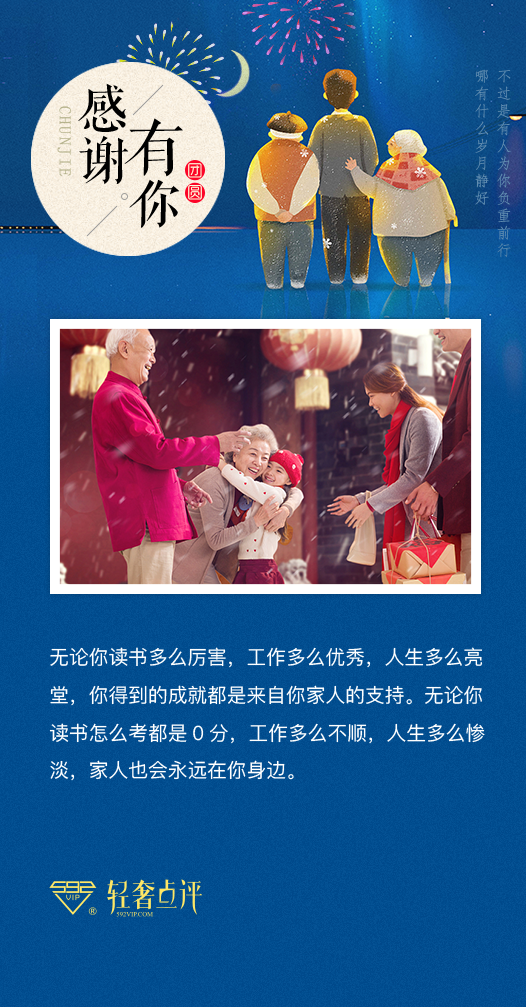 感谢
有你
CHUNJIE
团圆
不过是有人为你负重前行
哪有什么岁月静好
无论你读书多么厉害，工作多么优秀，人生多么亮
堂，你得到的成就都是来自你家人的支持。无论你
读书怎么考都是0分，工作多么不顺，人生多么惨
淡，家人也会永远在你身边。
592
VIP
®
轻奢点评
592VIP.COM